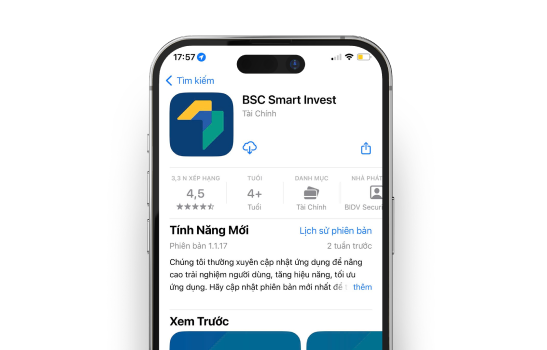 17:57
Tìm kiếm
BSC Smart Invest
Tài Chính
3,3 N XẾP HẠNG
TUỔI
DANH MỤC
NHÀ PHÁT
4,5
4+
Tuổi
Tài Chính
BIDV Secur
Tính Năng Mới
Lịch sử phiên bản
Phiên bản 1.1.17
2 tuần trước
Chúng tôi thường xuyên cập nhật ứng dụng để nâng
cao trải nghiệm người dùng, tăng hiệu năng, tối ưu
ứng dụng. Hãy cập nhật phiên bản mới nhất để thêm
Xem Trước